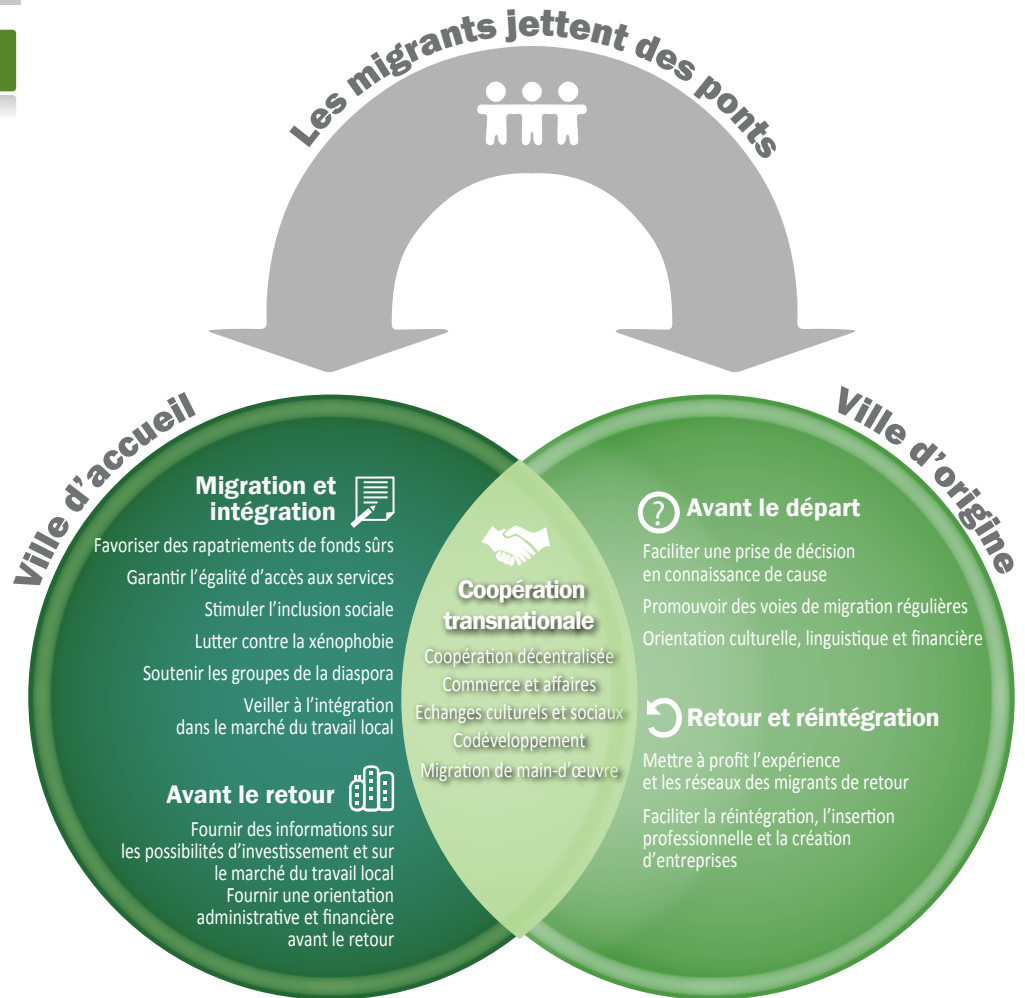 Les migrants jettent des ponts
Ville d'accueil
Migration et
intégration
Favoriser des rapatriements de fonds sûrs
Garantir l'égalité d'accès aux services
Stimuler l'inclusion sociale
Lutter contre la xénophobie
Soutenir les groupes de la diaspora
Veiller à l'intégration
dans le marché du travail local
Avant le retour
Fournir des informations sur
les possibilités d'investissement et sur
le marché du travail local
Fournir une orientation
administrative et financière
avant le retour
Coopération
transnationale
Coopération décentralisée
Commerce et affaires
Echanges culturels et sociaux
Codéveloppement
Migration de main-d'œuvre
Ville d'origine
?
Avant le départ
Faciliter une prise de décision
en connaissance de cause
Promouvoir des voies de migration régulières
Orientation culturelle, linguistique et financière
Retour et réintégration
Mettre à profit l'expérience
et les réseaux des migrants de retour
Faciliter la réintégration, l'insertion
professionnelle et la création
d'entreprises